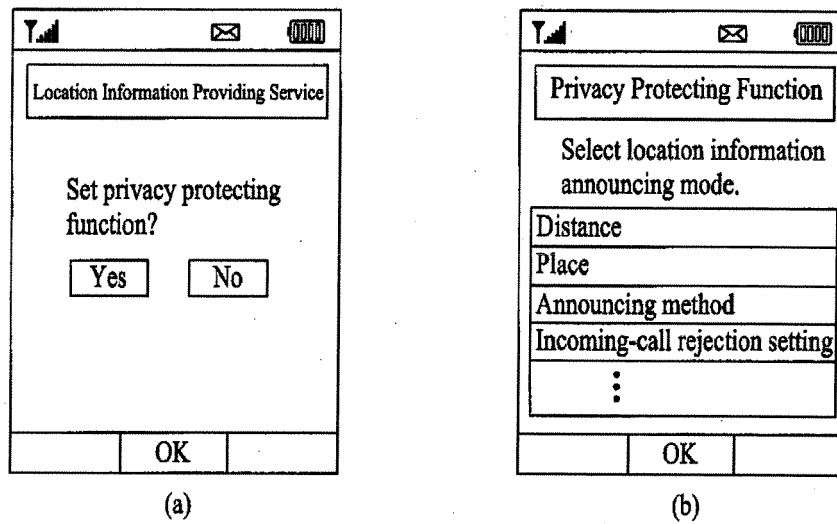 Location Information Providing Service
Set privacy protecting
function?
Yes No
OK
(a)
Privacy Protecting Function
Select location information
announcing mode.
Distance
Place
Announcing method
Incoming-call rejection setting
OK
(b)